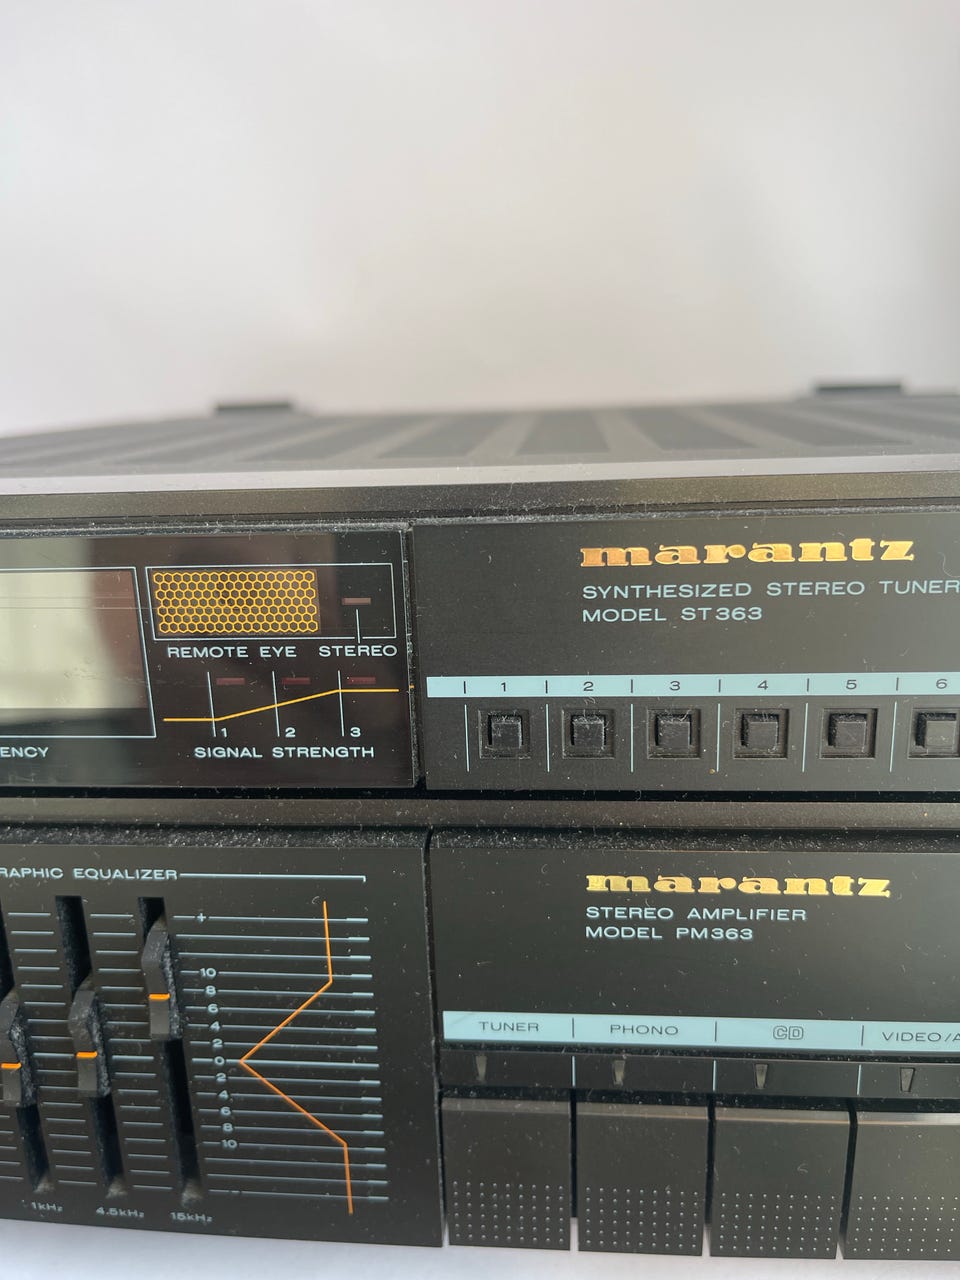 marantz
SYNTHESIZED STEREO TUNER
MODEL ST363
REMOTE EYE STEREO
1 2 3 4 5 6
1 2 3
ENCY
SIGNAL STRENGTH
RAPHIC EQUALIZER
marantz
STEREO AMPLIFIER
MODEL PM363
+
10
8
6
4
2
0
2
4
6
8
10
−
TUNER PHONO CD VIDEO/A
1kHz 4.5kHz 15kHz